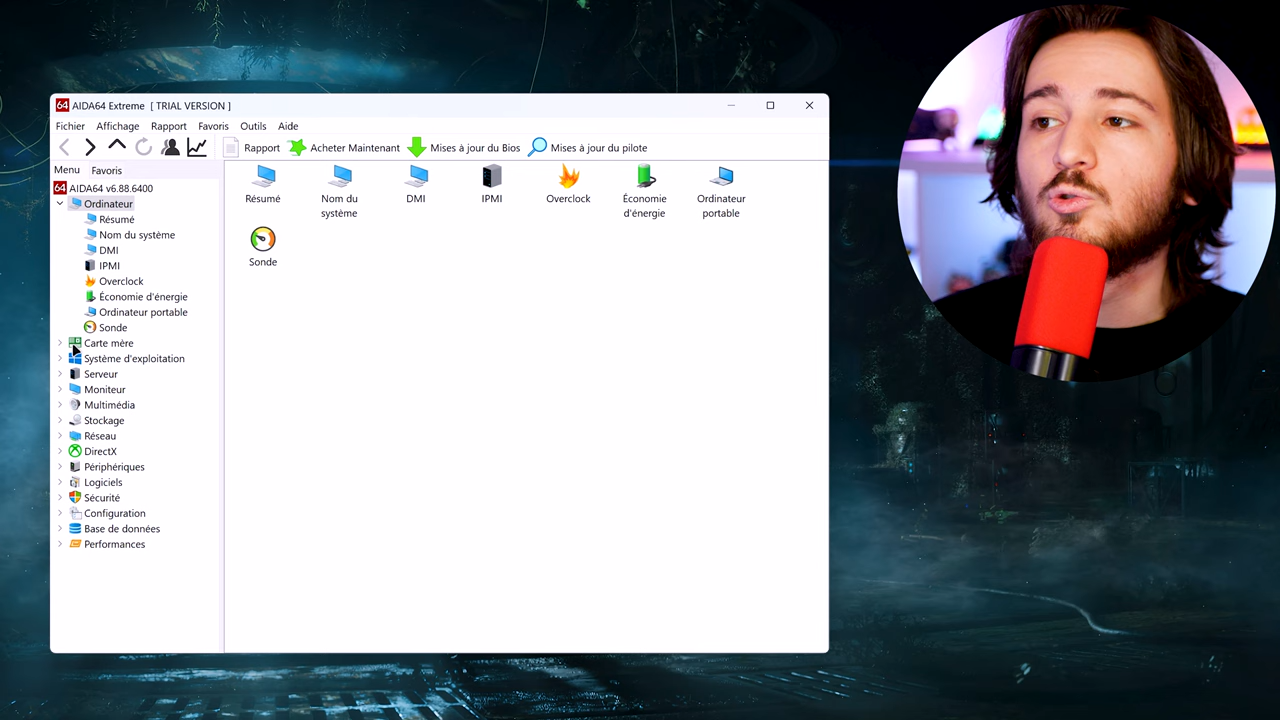 64 AIDA64 Extreme [ TRIAL VERSION ]
Fichier Affichage Rapport Favoris Outils Aide
Rapport Acheter Maintenant Mises à jour du Bios Mises à jour du pilote
Menu Favoris
64 AIDA64 v6.88.6400
Ordinateur
Résumé
Nom du système
DMI
IPMI
Overclock
Économie d'énergie
Ordinateur portable
Sonde
Carte mère
Système d'exploitation
Serveur
Moniteur
Multimédia
Stockage
Réseau
DirectX
Périphériques
Logiciels
Sécurité
Configuration
Base de données
Performances
Résumé
Nom du
système
DMI
IPMI
Overclock
Économie
d'énergie
Ordinateur
portable
Sonde